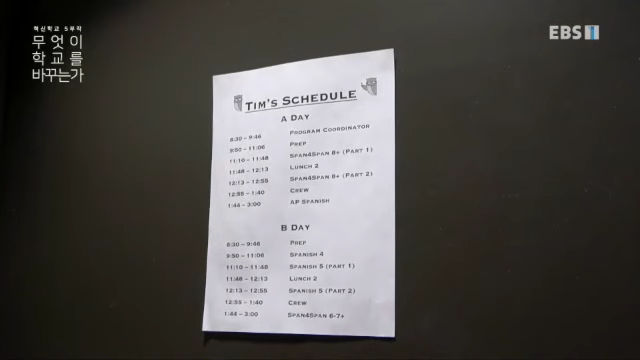 혁신학교 5부작
무엇이
학교를
바꾸는가
EBS 1
TIM'S SCHEDULE
A DAY
8:30 – 9:46 PROGRAM COORDINATOR
9:50 – 11:06 PREP
11:10 – 11:48 SPAN4SPAN 8+ (PART 1)
11:48 – 12:13 LUNCH 2
12:13 – 12:55 SPAN4SPAN 8+ (PART 2)
12:55 – 1:40 CREW
1:44 – 3:00 AP SPANISH
B DAY
8:30 – 9:46 PREP
9:50 – 11:06 SPANISH 4
11:10 – 11:48 SPANISH 5 (PART 1)
11:48 – 12:13 LUNCH 2
12:13 – 12:55 SPANISH 5 (PART 2)
12:55 – 1:40 CREW
1:44 – 3:00 SPAN4SPAN 6-7+